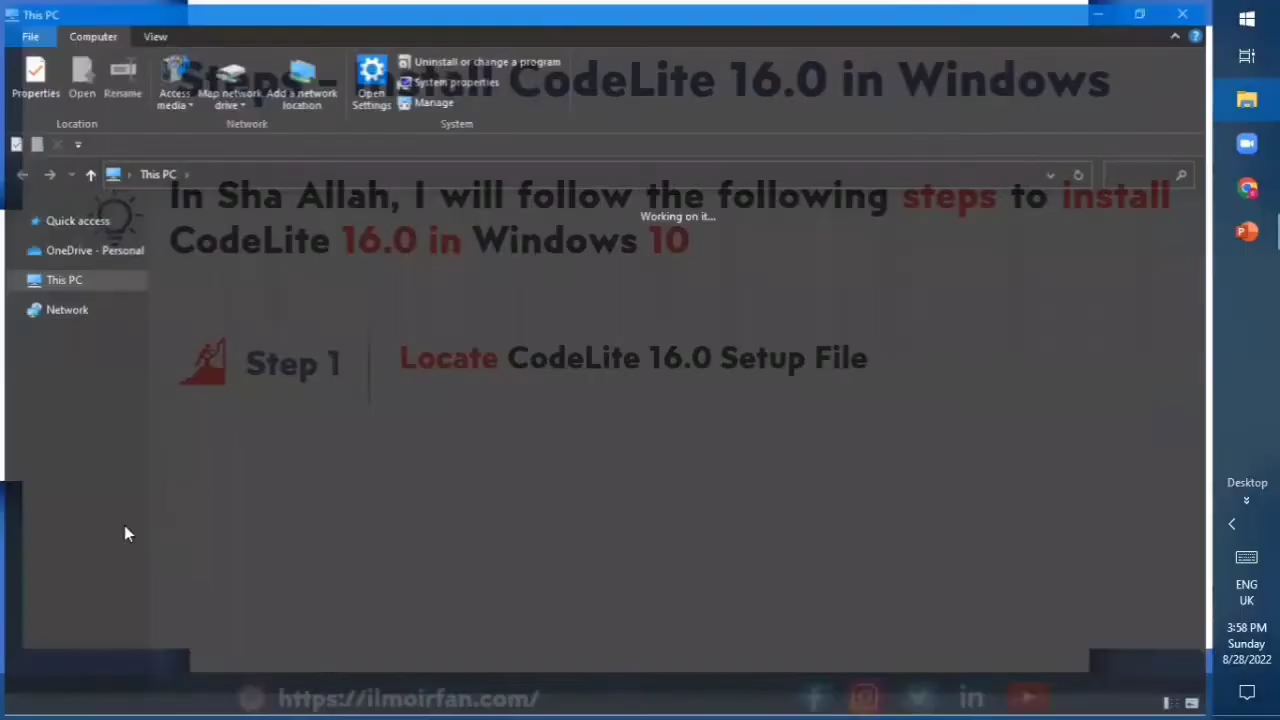 This PC
File
Computer
View
Properties
Open
Rename
Access media
Map network drive
Add a network location
Open Settings
Uninstall or change a program
System properties
Manage
Location
Network
System
Steps - Install CodeLite 16.0 in Windows
This PC
Working on it...
In Sha Allah, I will follow the following steps to install
CodeLite 16.0 in Windows 10
Quick access
OneDrive - Personal
This PC
Network
Step 1
Locate CodeLite 16.0 Setup File
https://ilmoirfan.com/
Desktop
ENG
UK
3:58 PM
Sunday
8/28/2022